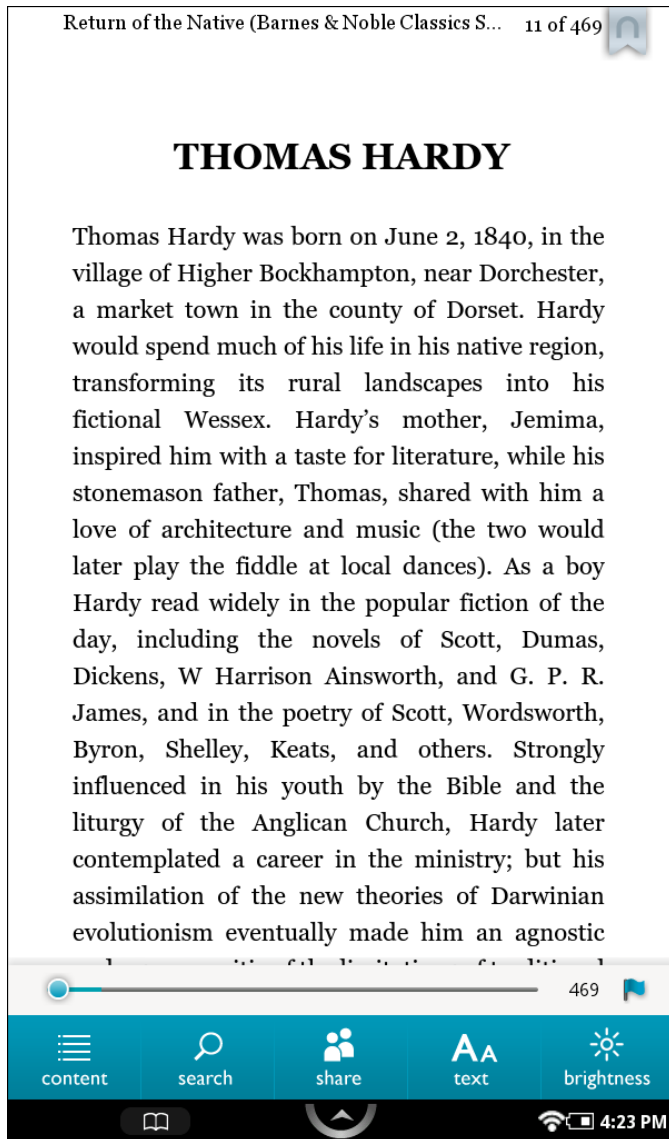 Return of the Native (Barnes & Noble Classics S... 11 of 469
THOMAS HARDY
Thomas Hardy was born on June 2, 1840, in the
village of Higher Bockhampton, near Dorchester,
a market town in the county of Dorset. Hardy
would spend much of his life in his native region,
transforming its rural landscapes into his
fictional Wessex. Hardy’s mother, Jemima,
inspired him with a taste for literature, while his
stonemason father, Thomas, shared with him a
love of architecture and music (the two would
later play the fiddle at local dances). As a boy
Hardy read widely in the popular fiction of the
day, including the novels of Scott, Dumas,
Dickens, W Harrison Ainsworth, and G. P. R.
James, and in the poetry of Scott, Wordsworth,
Byron, Shelley, Keats, and others. Strongly
influenced in his youth by the Bible and the
liturgy of the Anglican Church, Hardy later
contemplated a career in the ministry; but his
assimilation of the new theories of Darwinian
evolutionism eventually made him an agnostic
469
content search share text brightness
4:23 PM